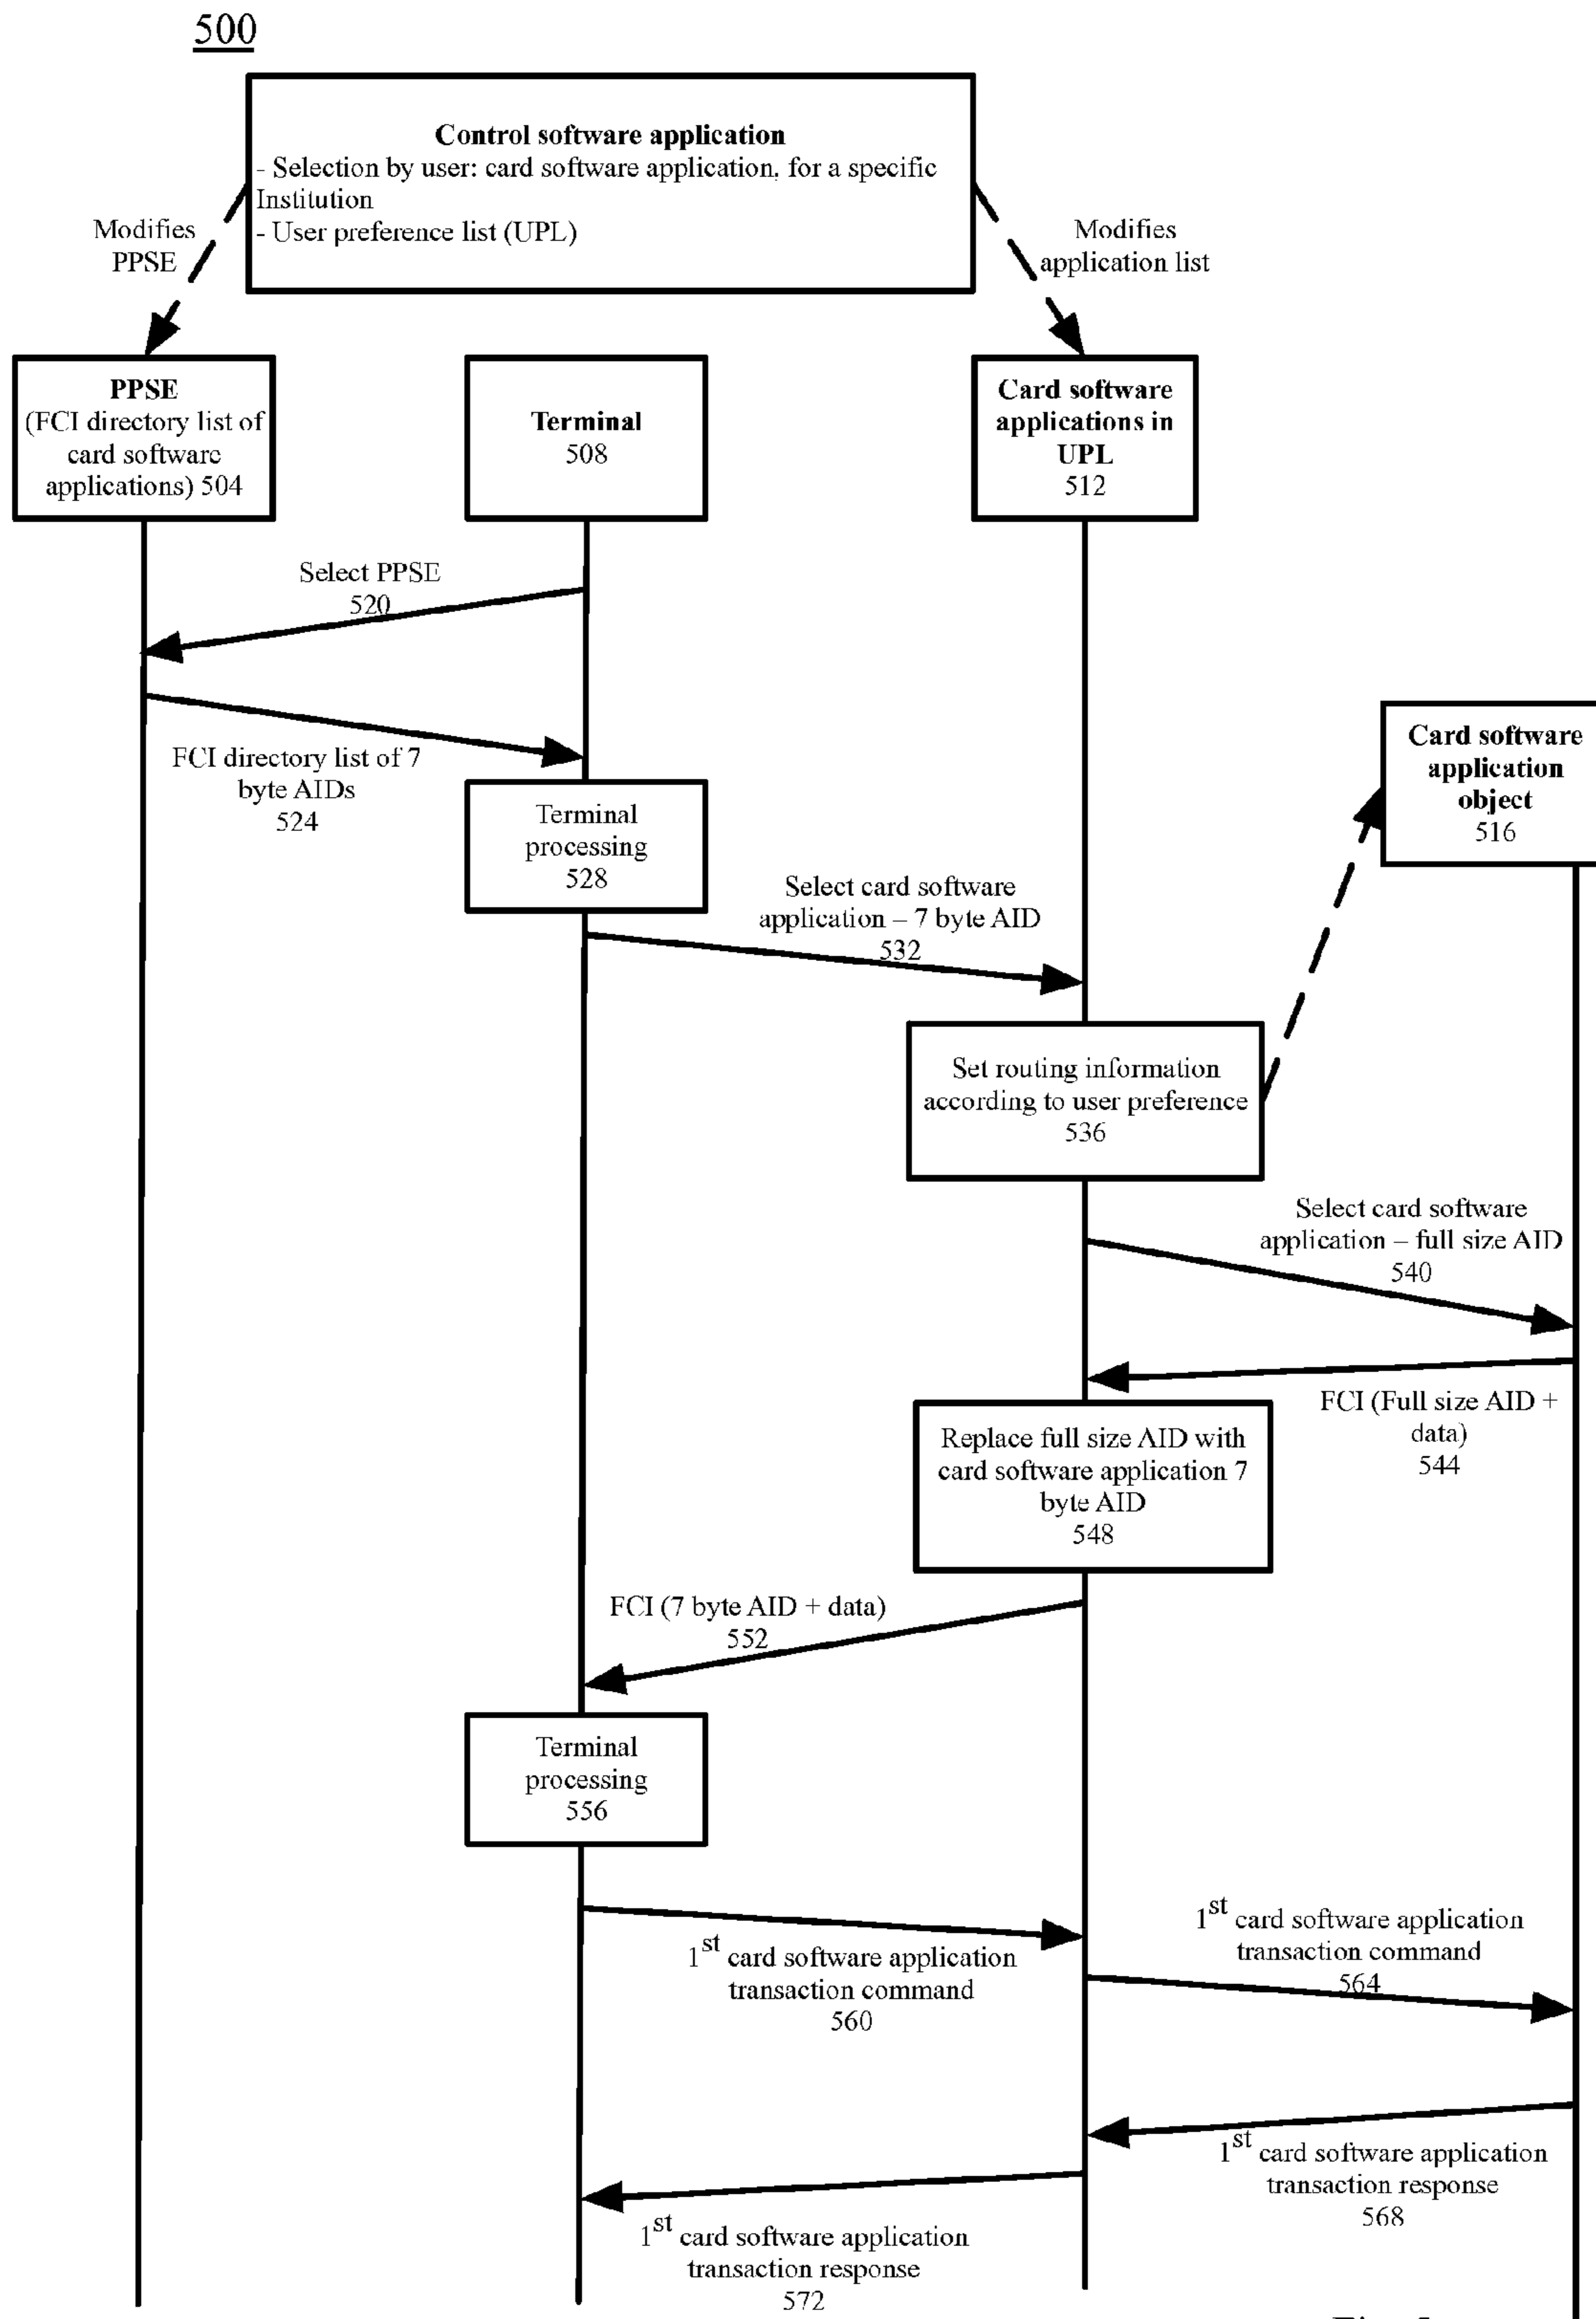 500
Control software application
- Selection by user: card software application, for a specific
Institution
- User preference list (UPL)
Modifies
PPSE
Modifies
application list
PPSE
(FCI directory list of
card software
applications) 504
Terminal
508
Card software
applications in
UPL
512
Select PPSE
520
FCI directory list of 7
byte AIDs
524
Card software
application
object
516
Terminal
processing
528
Select card software
application – 7 byte AID
532
Set routing information
according to user preference
536
Select card software
application – full size AID
540
FCI (Full size AID +
data)
544
Replace full size AID with
card software application 7
byte AID
548
FCI (7 byte AID + data)
552
Terminal
processing
556
1st card software application
transaction command
560
1st card software application
transaction command
564
1st card software application
transaction response
568
1st card software application
transaction response
572